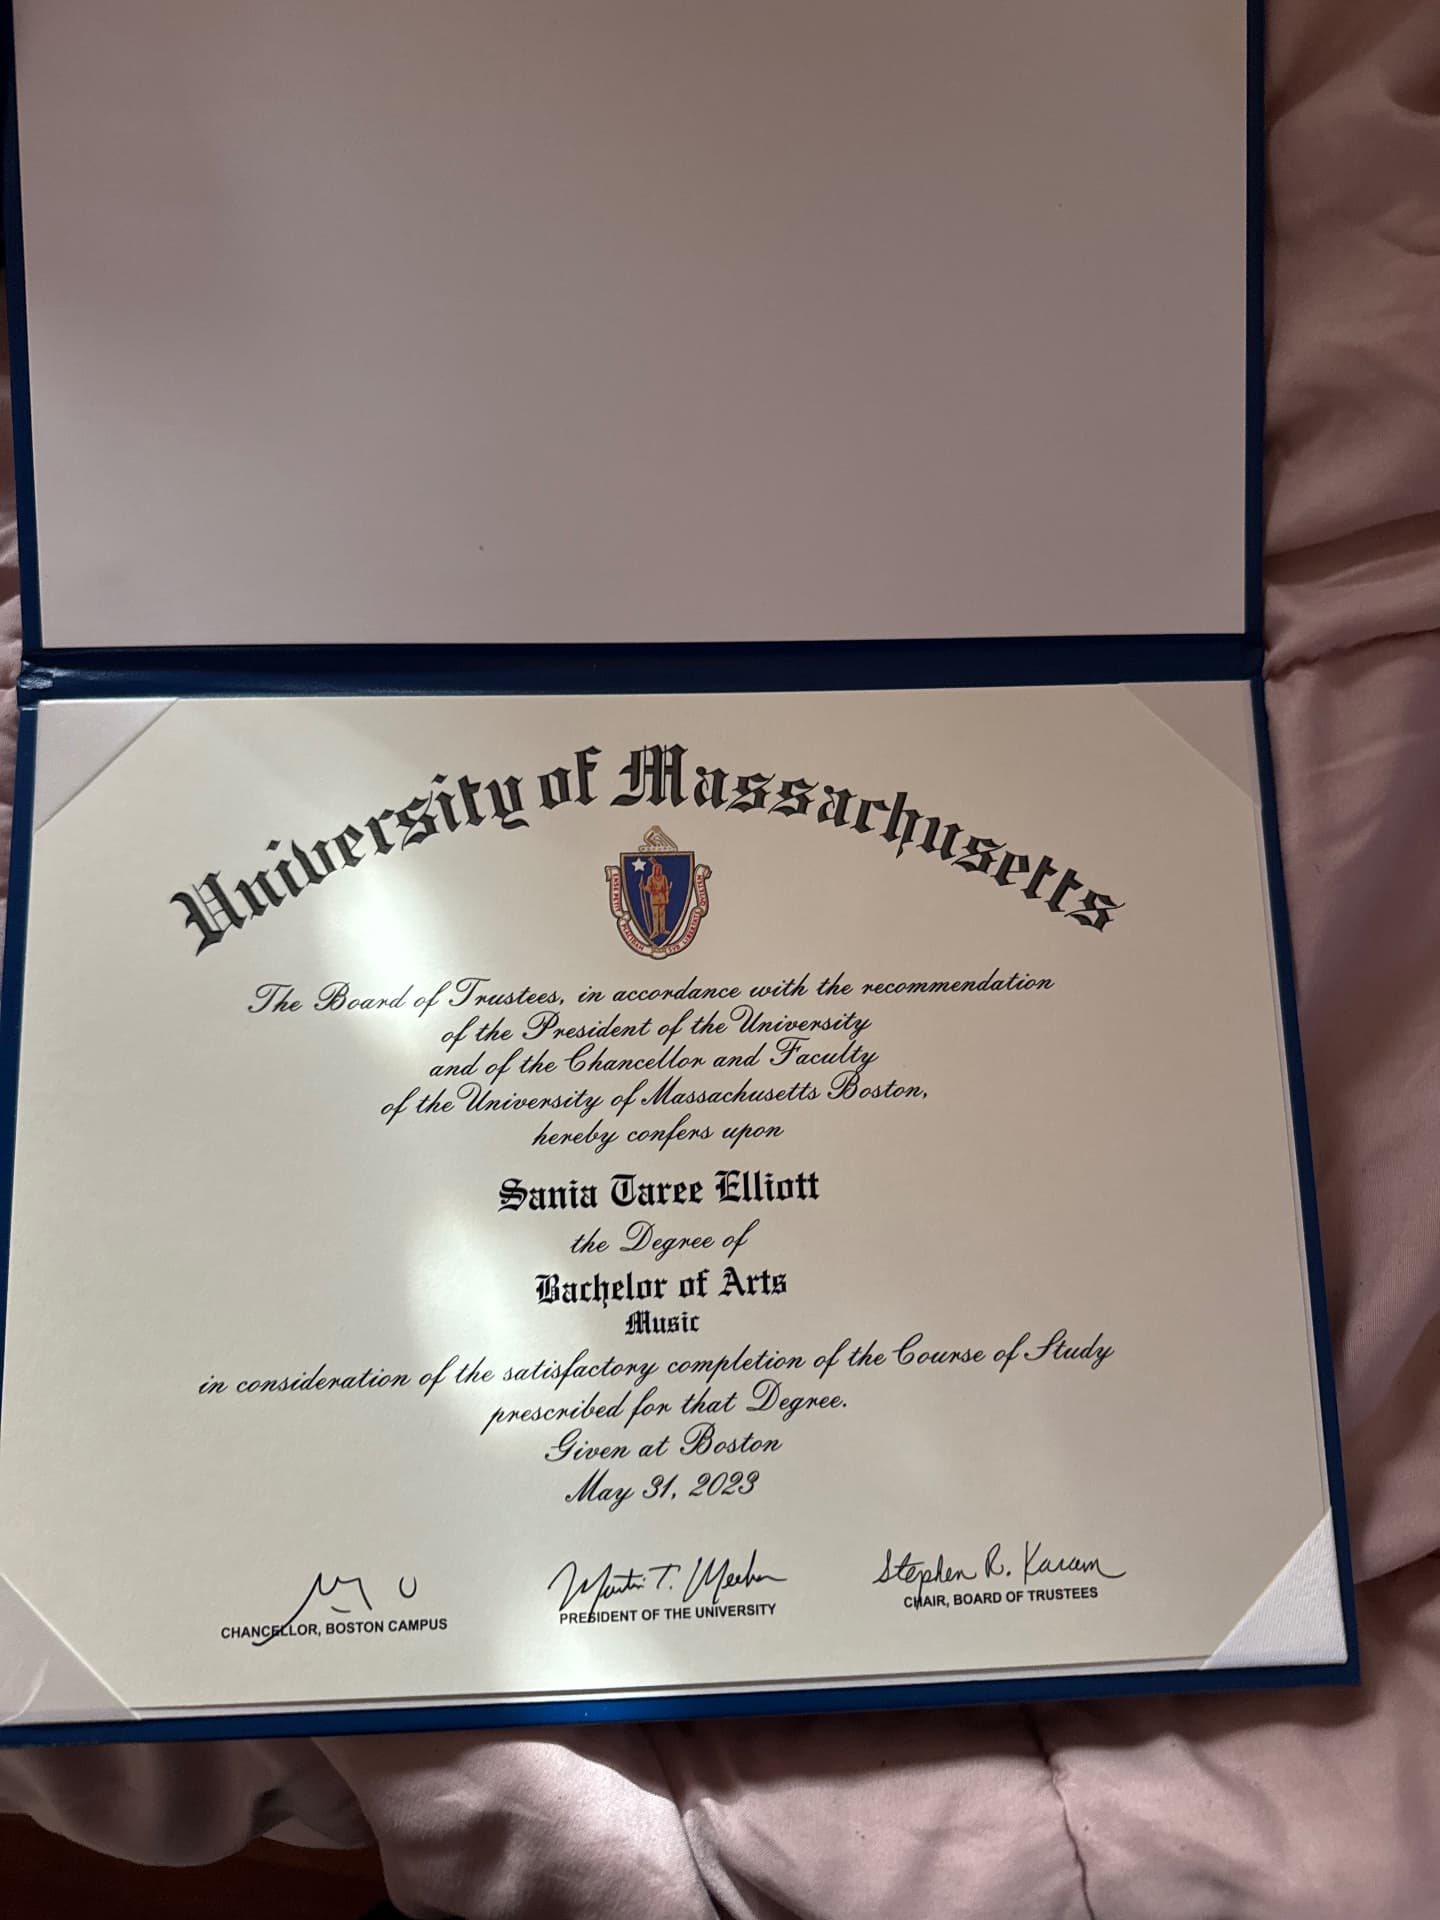 University of Massachusetts
The Board of Trustees, in accordance with the recommendation
of the President of the University
and of the Chancellor and Faculty
of the University of Massachusetts Boston,
hereby confers upon
Sania Taree Elliott
the Degree of
Bachelor of Arts
Music
in consideration of the satisfactory completion of the Course of Study
prescribed for that Degree.
Given at Boston
May 31, 2023
Martin T. Meehan
Stephen R. Karam
CHANCELLOR, BOSTON CAMPUS
PRESIDENT OF THE UNIVERSITY
CHAIR, BOARD OF TRUSTEES